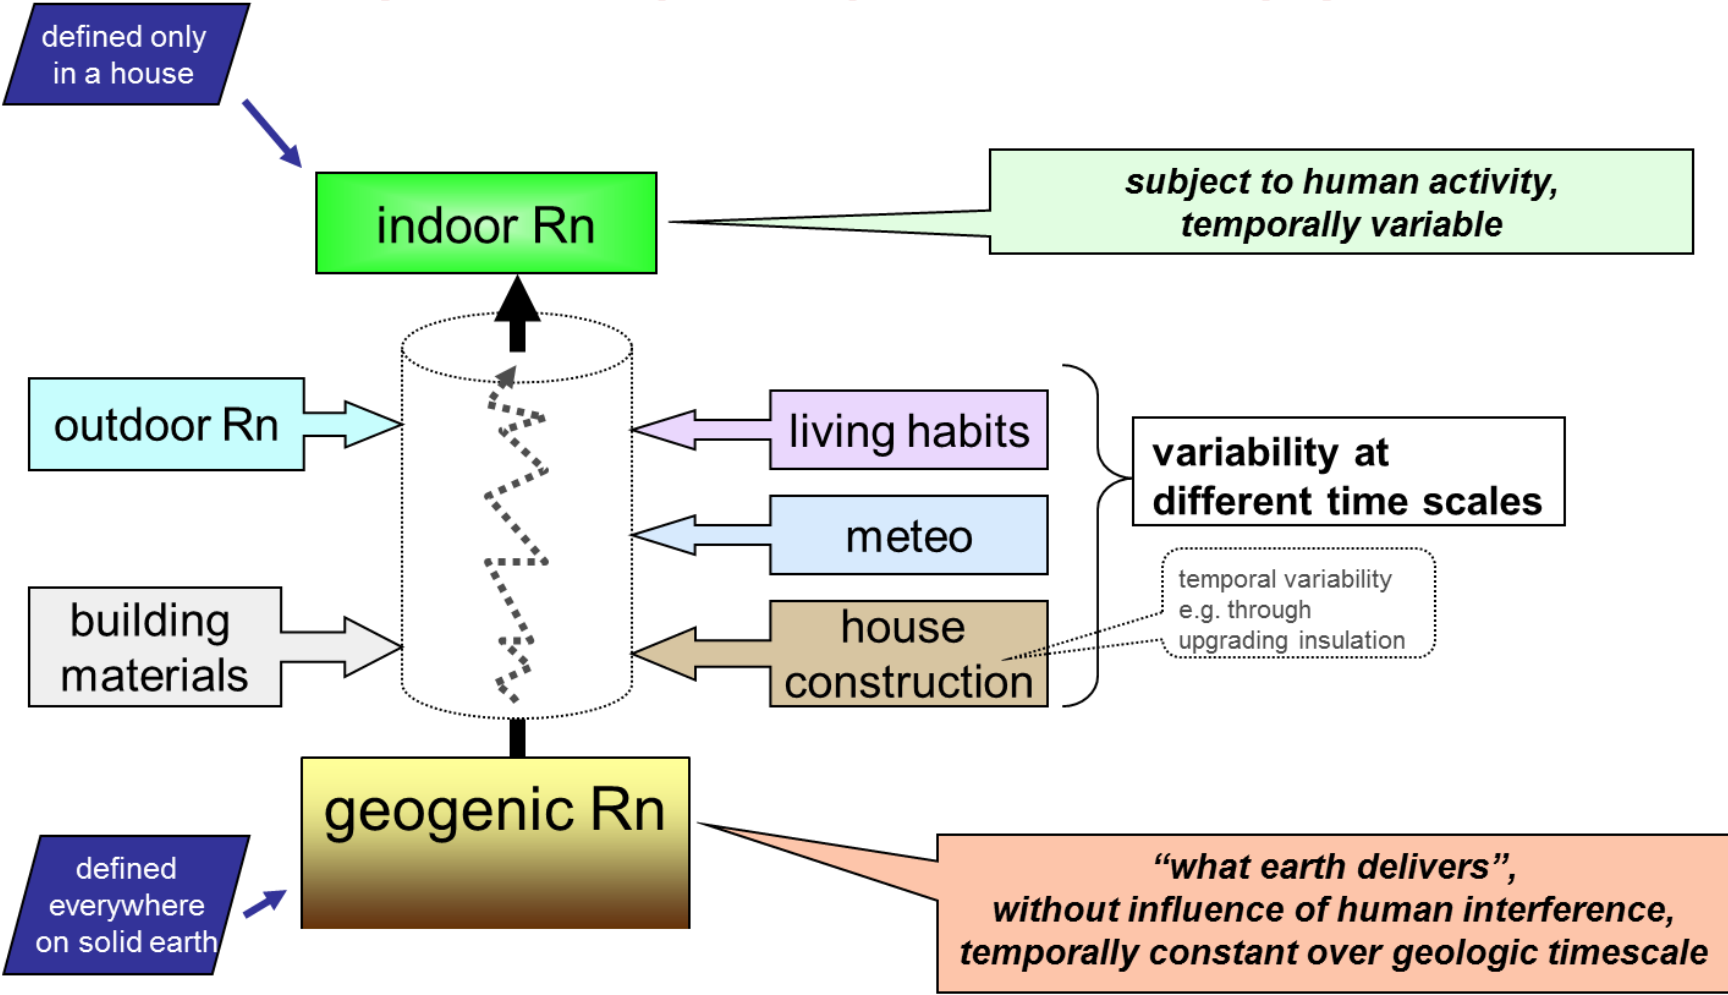 defined only
in a house
indoor Rn
subject to human activity,
temporally variable
outdoor Rn
living habits
variability at
different time scales
meteo
building
materials
house
construction
temporal variability
e.g. through
upgrading insulation
geogenic Rn
defined
everywhere
on solid earth
“what earth delivers”,
without influence of human interference,
temporally constant over geologic timescale